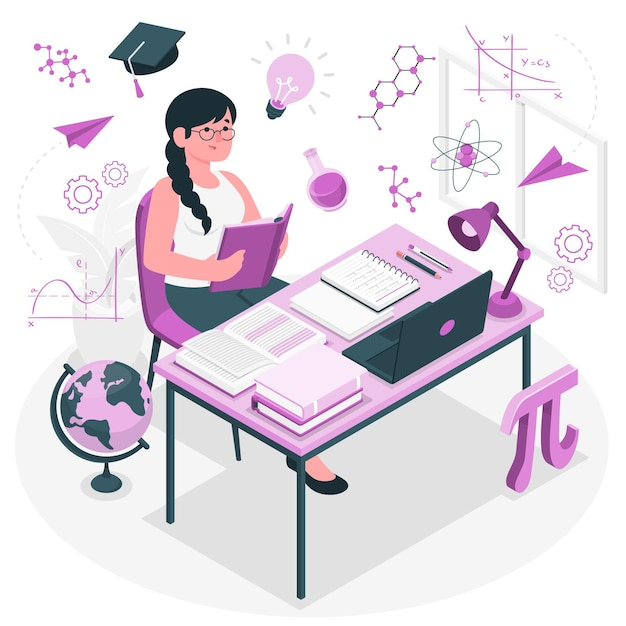 y = C₃
c o x
x y